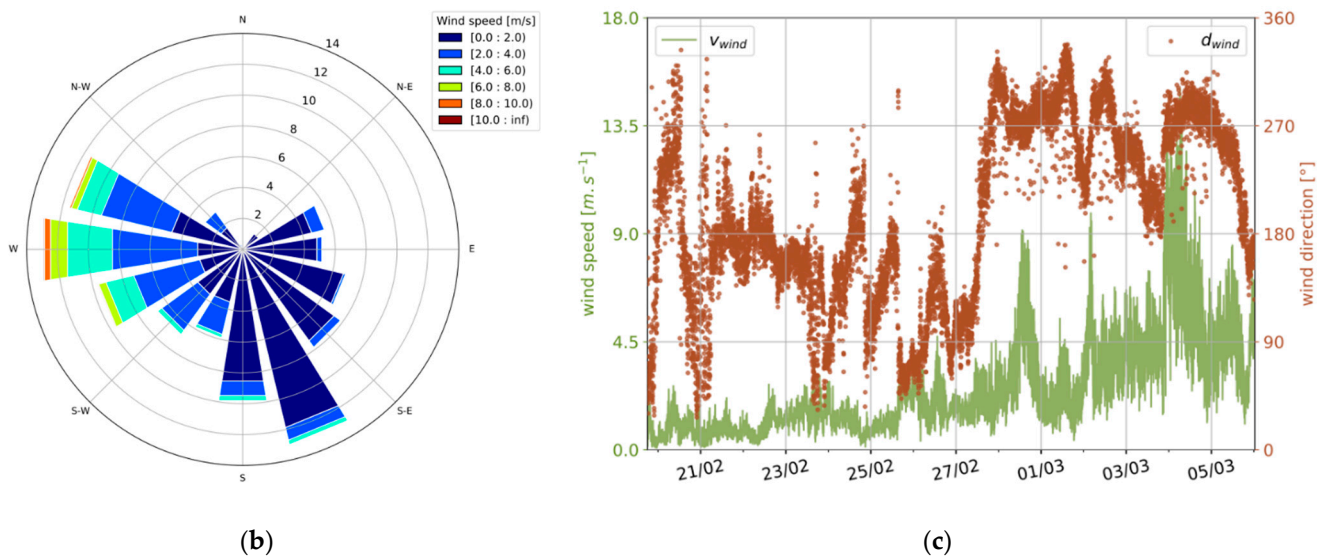 N
N-E
E
S-E
S
S-W
W
N-W
2
4
6
8
10
12
14
Wind speed [m/s]
[0.0 : 2.0)
[2.0 : 4.0)
[4.0 : 6.0)
[6.0 : 8.0)
[8.0 : 10.0)
[10.0 : inf)
(b)
18.0
13.5
9.0
4.5
0.0
wind speed [m. s⁻¹]
v_wind
d_wind
360
270
180
90
0
wind direction [°]
21/02
23/02
25/02
27/02
01/03
03/03
05/03
(c)